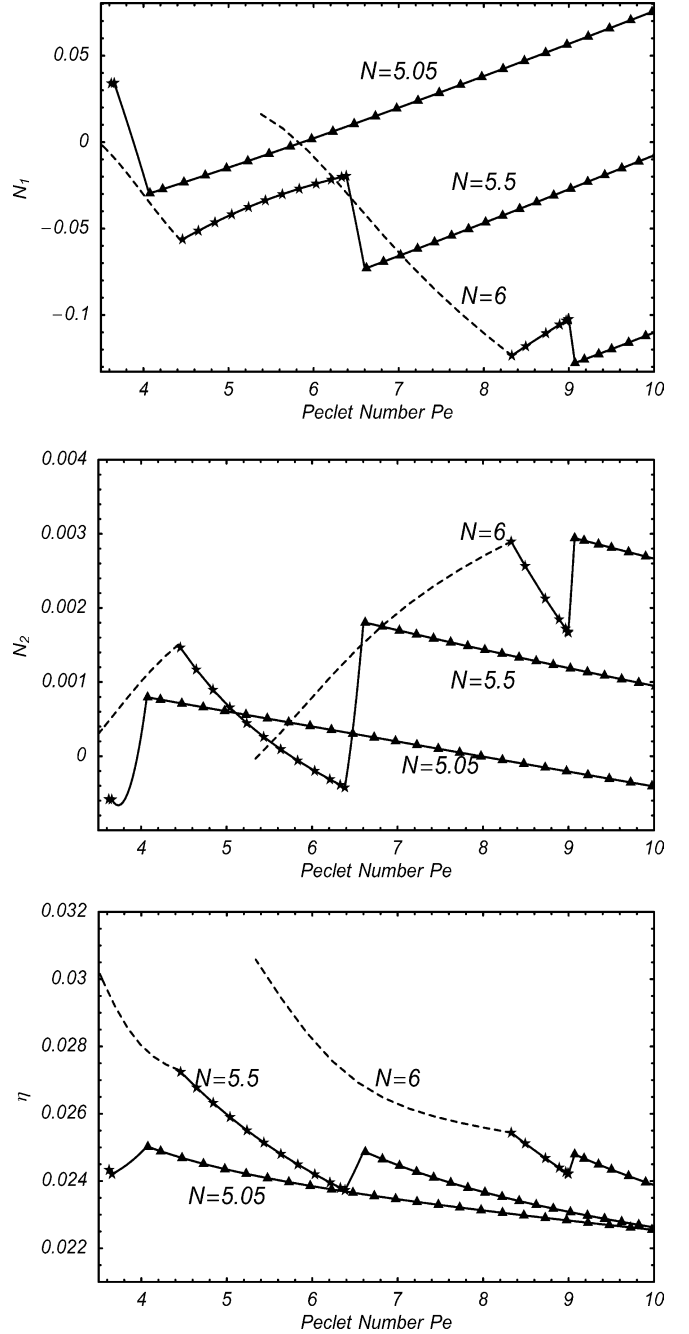 0.05
N=5.05
0
N₁
N=5.5
−0.05
N=6
−0.1
4 5 6 7 8 9 10
Peclet Number Pe
0.004
0.003
N=6
0.002
N₂
0.001
N=5.5
0
N=5.05
4 5 6 7 8 9 10
Peclet Number Pe
0.032
0.03
0.028
N=5.5
N=6
η
0.026
0.024
N=5.05
0.022
4 5 6 7 8 9 10
Peclet Number Pe